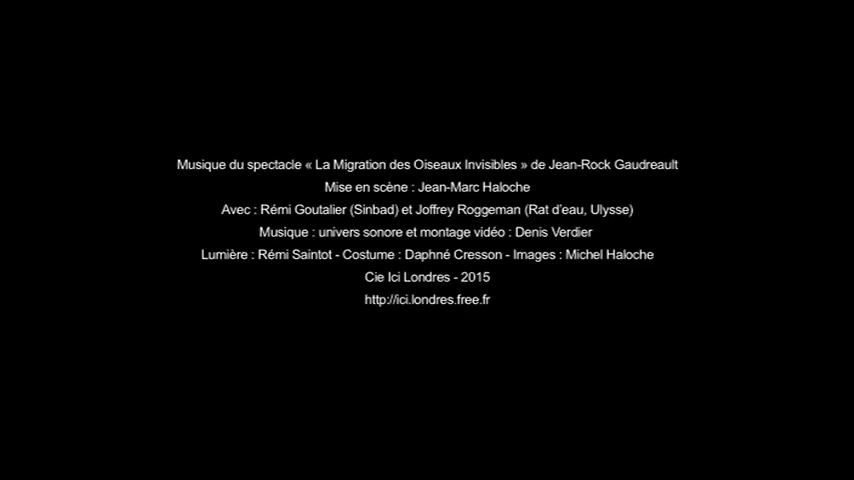 Musique du spectacle « La Migration des Oiseaux Invisibles » de Jean-Rock Gaudreault
Mise en scène : Jean-Marc Haloche
Avec : Rémi Goutalier (Sinbad) et Joffrey Roggeman (Rat d'eau, Ulysse)
Musique : univers sonore et montage vidéo : Denis Verdier
Lumière : Rémi Saintot - Costume : Daphné Cresson - Images : Michel Haloche
Cie Ici Londres - 2015
http://ici.londres.free.fr